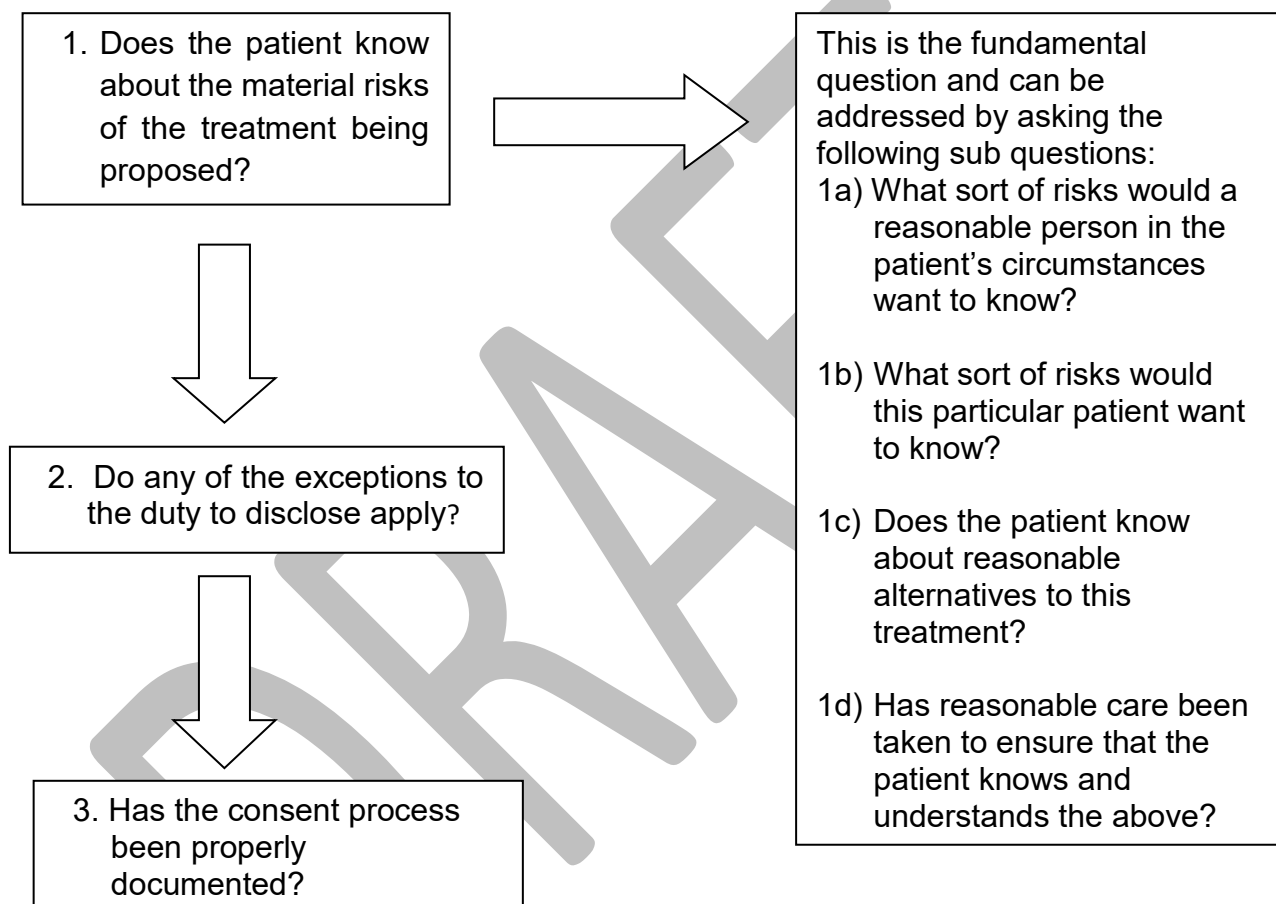 1. Does the patient know
about the material risks
of the treatment being
proposed?
This is the fundamental
question and can be
addressed by asking the
following sub questions:
1a) What sort of risks would a
reasonable person in the
patient’s circumstances
want to know?
1b) What sort of risks would
this particular patient want
to know?
1c) Does the patient know
about reasonable
alternatives to this
treatment?
1d) Has reasonable care been
taken to ensure that the
patient knows and
understands the above?
2. Do any of the exceptions to
the duty to disclose apply?
3. Has the consent process
been properly
documented?
DRAFT